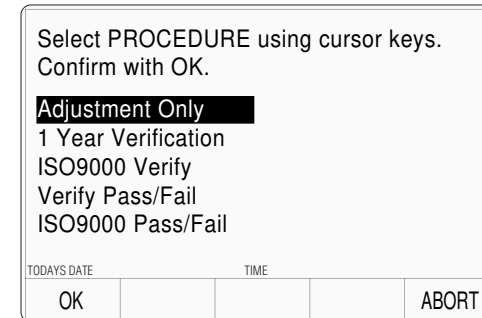 Select PROCEDURE using cursor keys.
Confirm with OK.
Adjustment Only
1 Year Verification
ISO9000 Verify
Verify Pass/Fail
ISO9000 Pass/Fail
TODAYS DATE TIME
OK ABORT